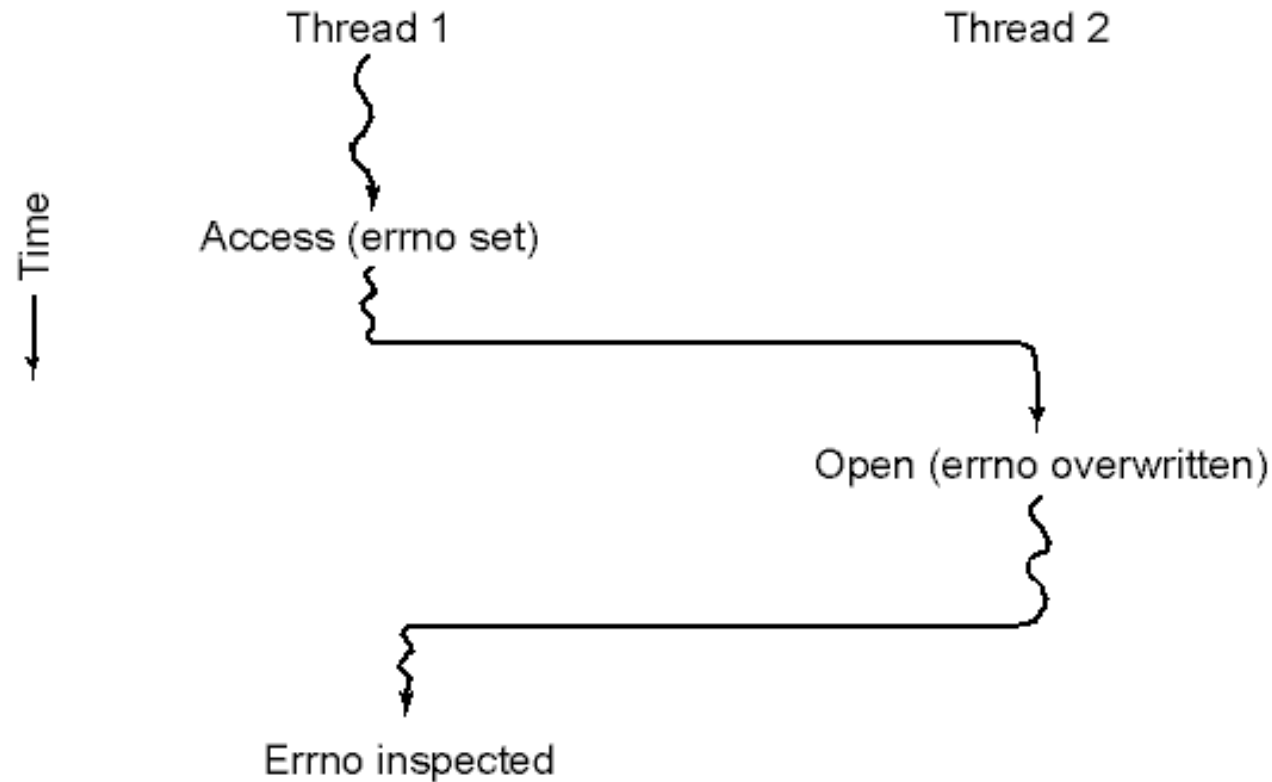 Thread 1
Thread 2
Time
Access (errno set)
Open (errno overwritten)
Errno inspected